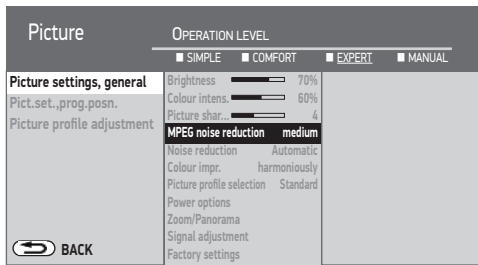 Picture
OPERATION LEVEL
SIMPLE COMFORT EXPERT MANUAL
Picture settings, general
Pict.set.,prog.posn.
Picture profile adjustment
Brightness 70%
Colour intens. 60%
Picture shar... 4
MPEG noise reduction medium
Noise reduction Automatic
Colour impr. harmoniously
Picture profile selection Standard
Power options
Zoom/Panorama
Signal adjustment
Factory settings
BACK